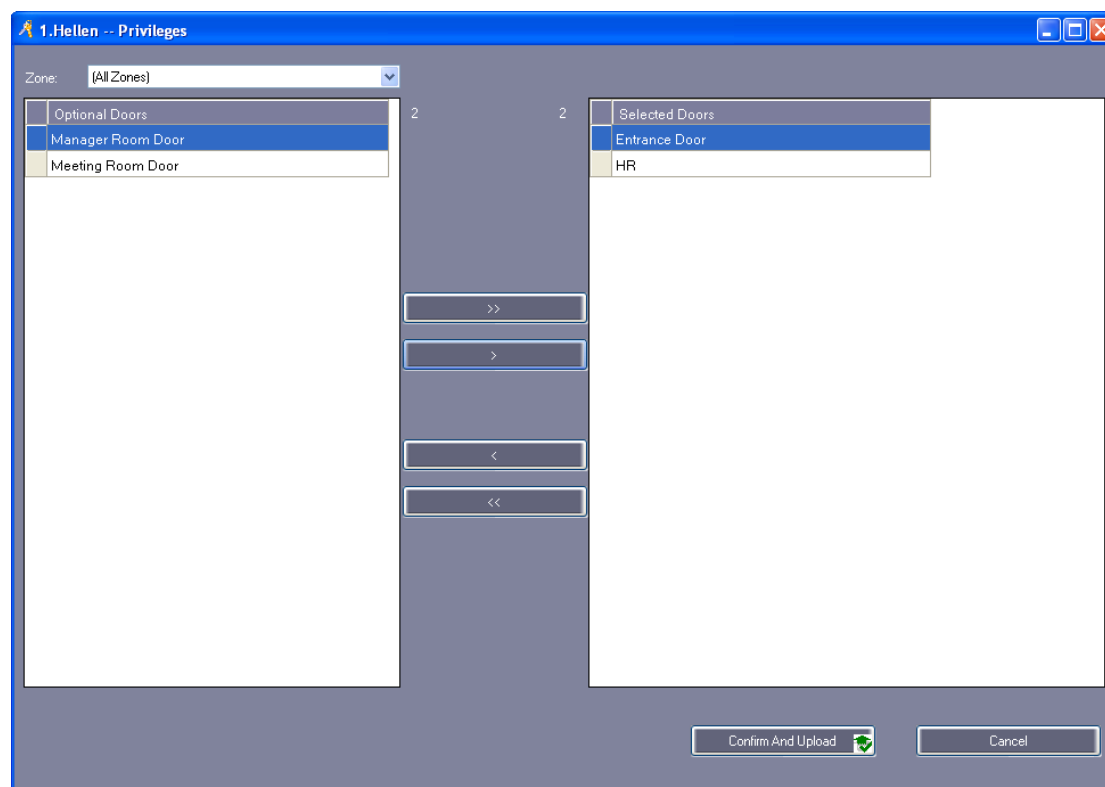 1.Hellen -- Privileges
Zone: (All Zones)
Optional Doors
Manager Room Door
Meeting Room Door
2 2
Selected Doors
Entrance Door
HR
>>
>
<
<<
Confirm And Upload
Cancel